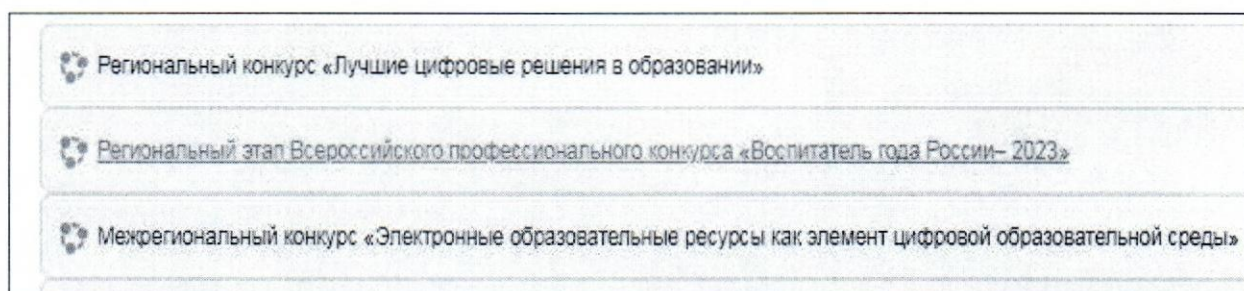 Региональный конкурс «Лучшие цифровые решения в образовании»
Региональный этап Всероссийского профессионального конкурса «Воспитатель года России– 2023»
Межрегиональный конкурс «Электронные образовательные ресурсы как элемент цифровой образовательной среды»